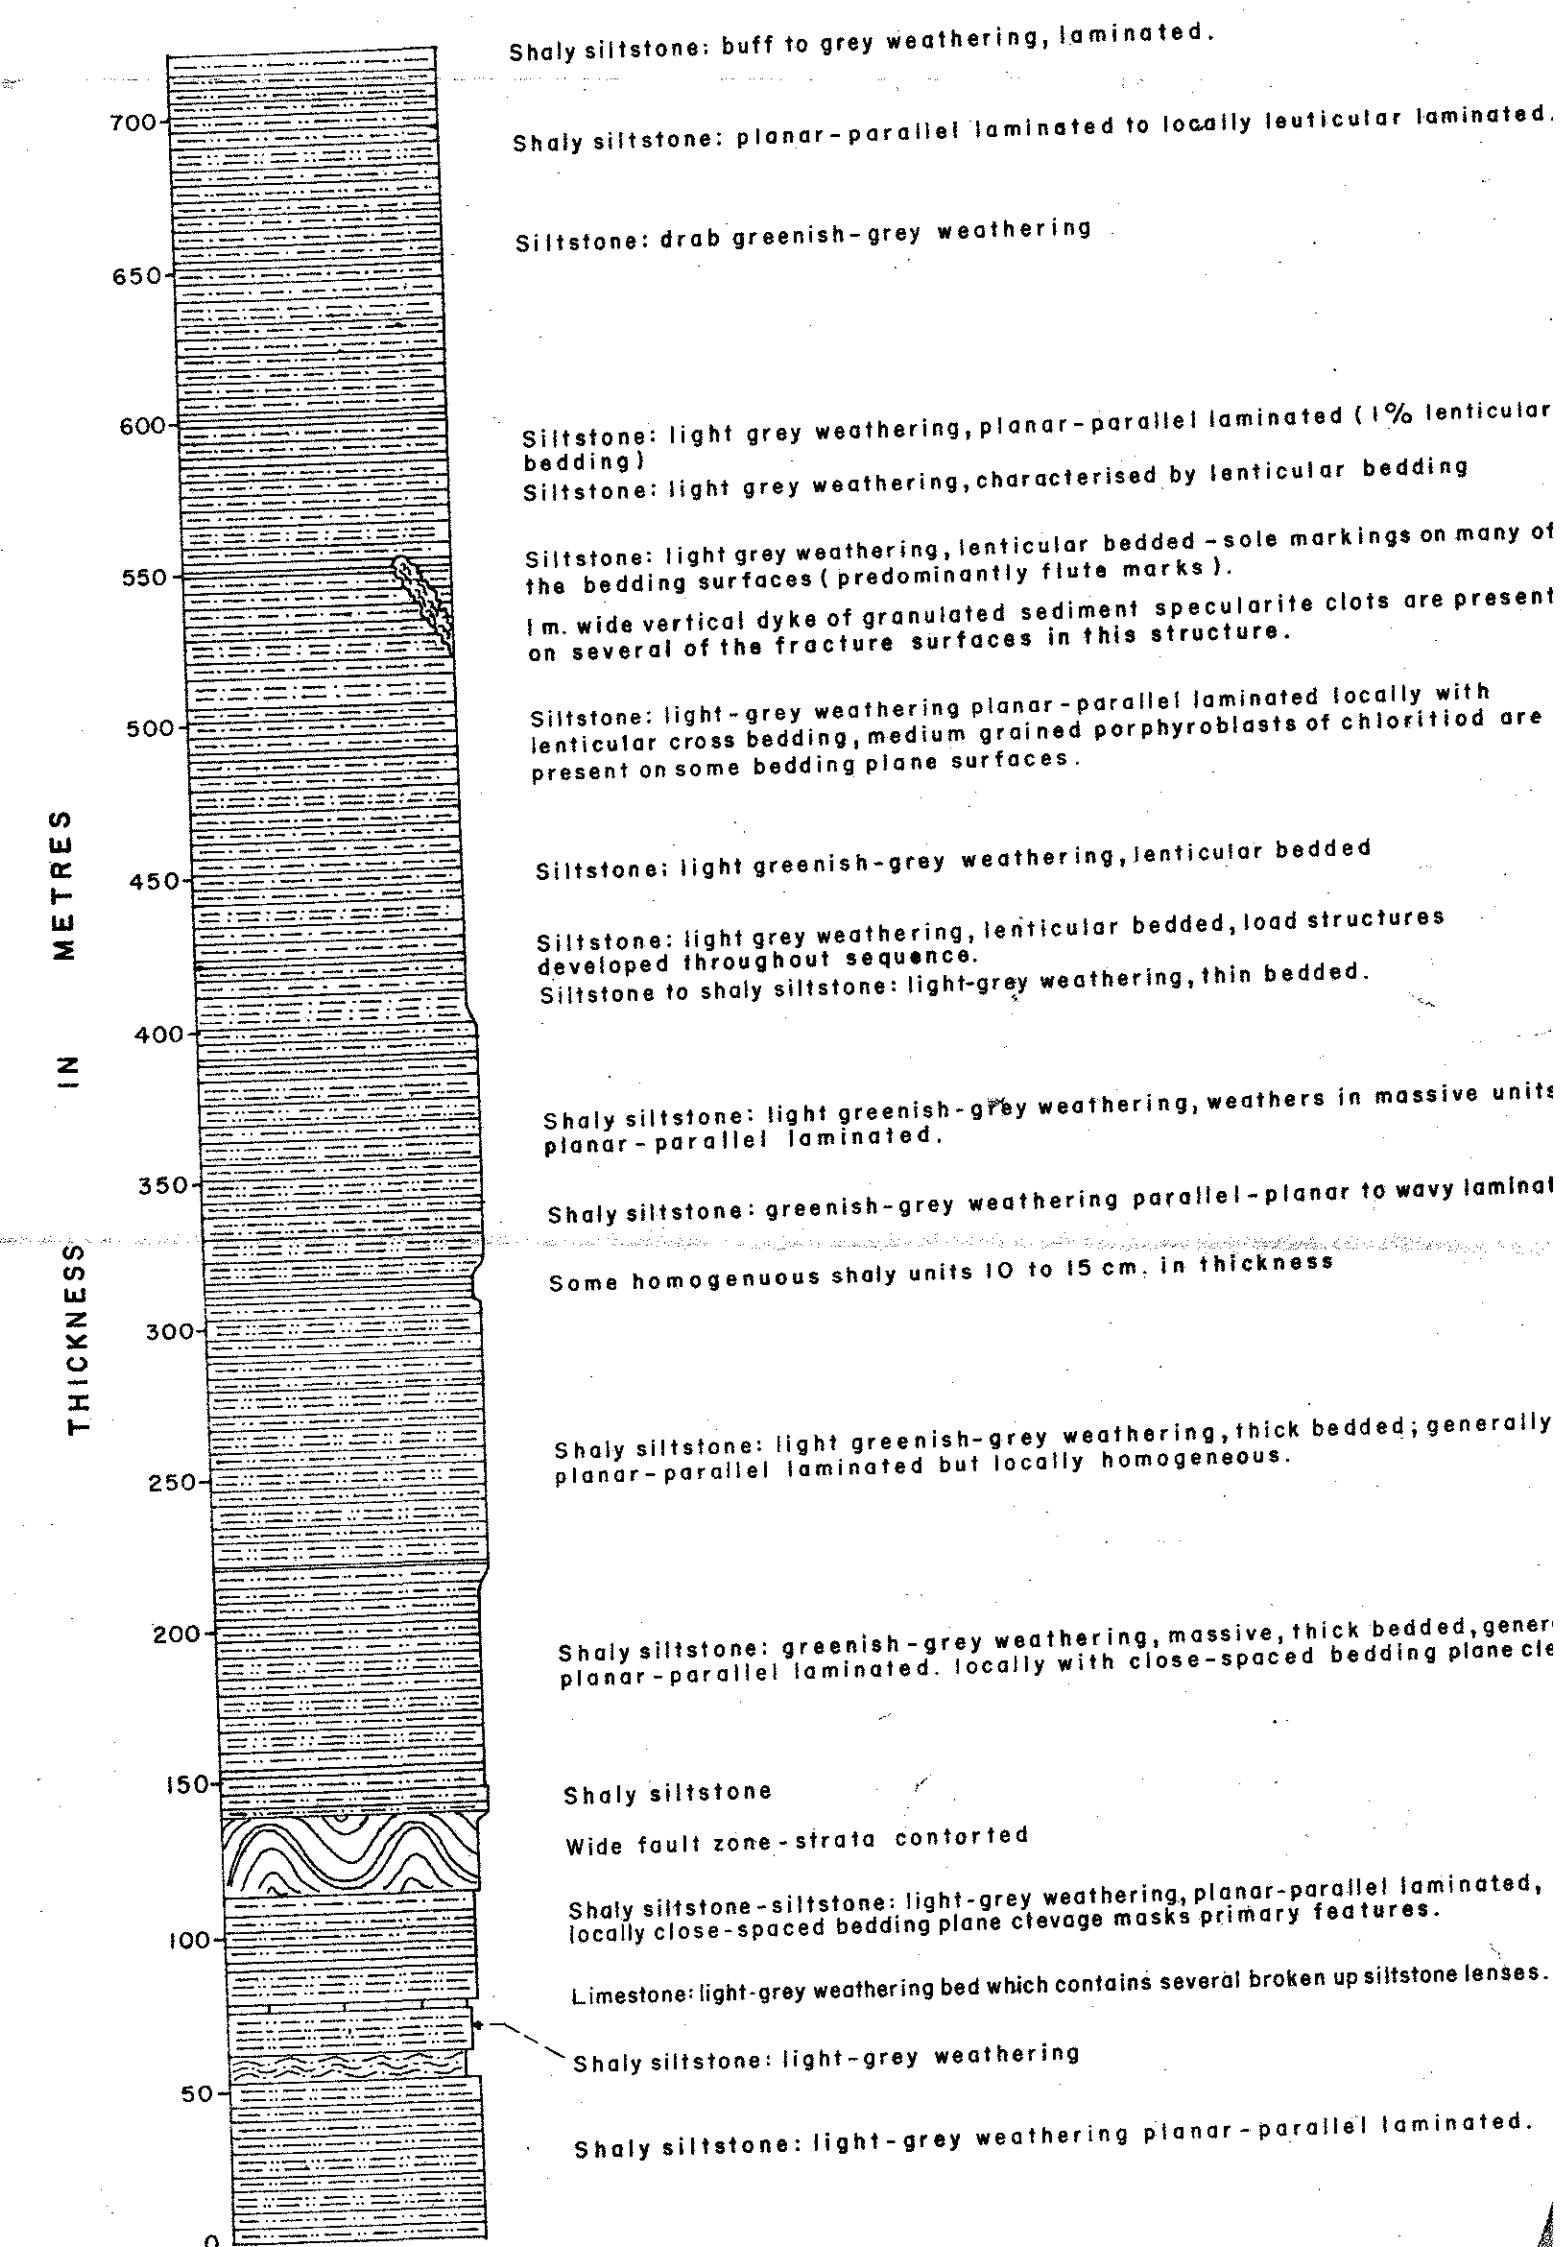 Shaly siltstone: buff to grey weathering, laminated.
700
Shaly siltstone: planar-parallel laminated to locally leuticular laminated.
Siltstone: drab greenish-grey weathering
650
600
Siltstone: light grey weathering, planar-parallel laminated (1% lenticular
bedding)
Siltstone: light grey weathering, characterised by lenticular bedding
Siltstone: light grey weathering, lenticular bedded - sole markings on many of
the bedding surfaces (predominantly flute marks).
550
1 m. wide vertical dyke of granulated sediment specularite clots are present
on several of the fracture surfaces in this structure.
500
Siltstone: light-grey weathering planar-parallel laminated locally with
lenticular cross bedding, medium grained porphyroblasts of chloritiod are
present on some bedding plane surfaces.
Siltstone: light greenish-grey weathering, lenticular bedded
450
Siltstone: light grey weathering, lenticular bedded, load structures
developed throughout sequence.
Siltstone to shaly siltstone: light-grey weathering, thin bedded.
400
THICKNESS IN METRES
Shaly siltstone: light greenish-grey weathering, weathers in massive units
planar-parallel laminated.
350
Shaly siltstone: greenish-grey weathering parallel-planar to wavy laminat
Some homogenuous shaly units 10 to 15 cm. in thickness
300
Shaly siltstone: light greenish-grey weathering, thick bedded; generally
planar-parallel laminated but locally homogeneous.
250
200
Shaly siltstone: greenish-grey weathering, massive, thick bedded, gener
planar-parallel laminated. locally with close-spaced bedding plane cle
150
Shaly siltstone
Wide fault zone - strata contorted
Shaly siltstone-siltstone: light-grey weathering, planar-parallel laminated,
locally close-spaced bedding plane clevage masks primary features.
100
Limestone: light-grey weathering bed which contains several broken up siltstone lenses.
Shaly siltstone: light-grey weathering
50
Shaly siltstone: light-grey weathering planar-parallel laminated.
0